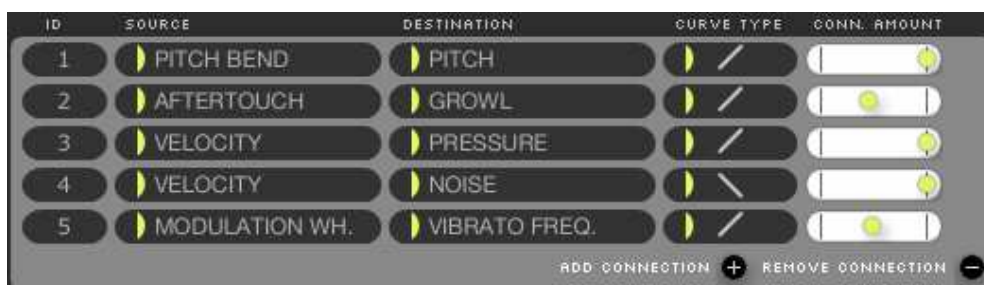 ID SOURCE DESTINATION CURVE TYPE CONN. AMOUNT
1 PITCH BEND PITCH
2 AFTERTOUCH GROWL
3 VELOCITY PRESSURE
4 VELOCITY NOISE
5 MODULATION WH. VIBRATO FREQ.
ADD CONNECTION + REMOVE CONNECTION −